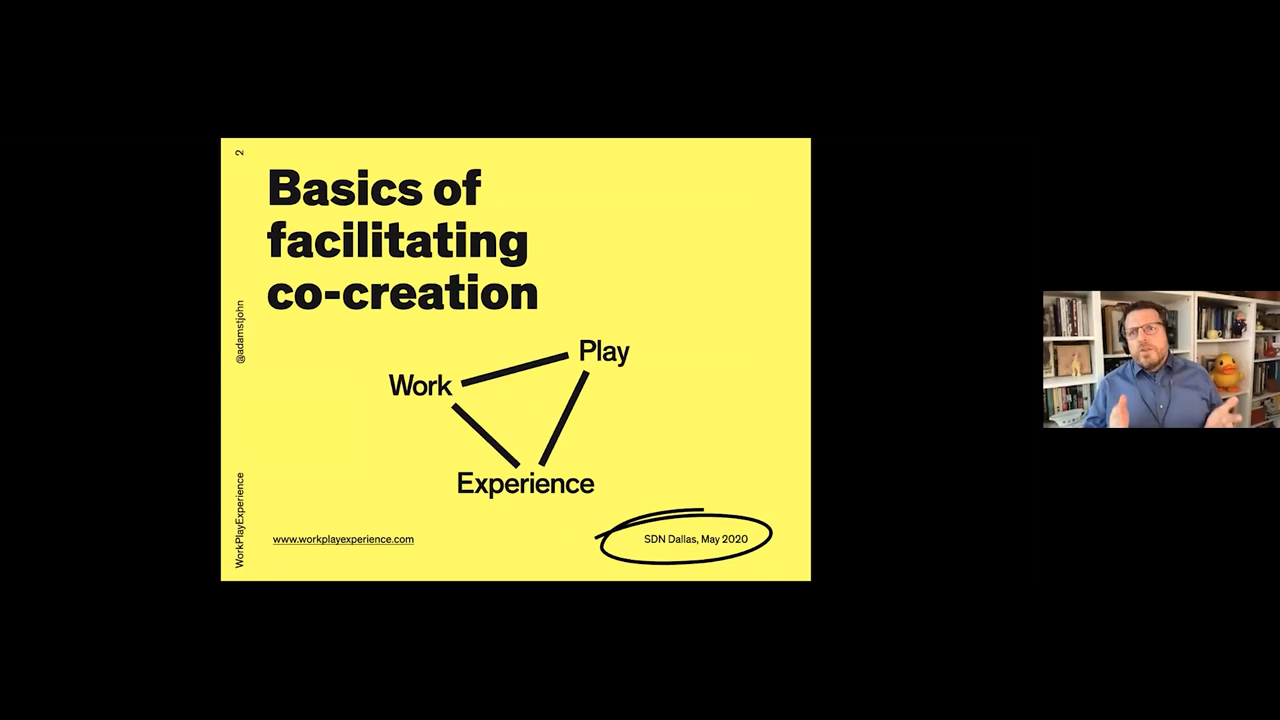 2
Basics of
facilitating
co-creation
@adamstjohn
Play
Work
Experience
WorkPlayExperience
www.workplayexperience.com
SDN Dallas, May 2020